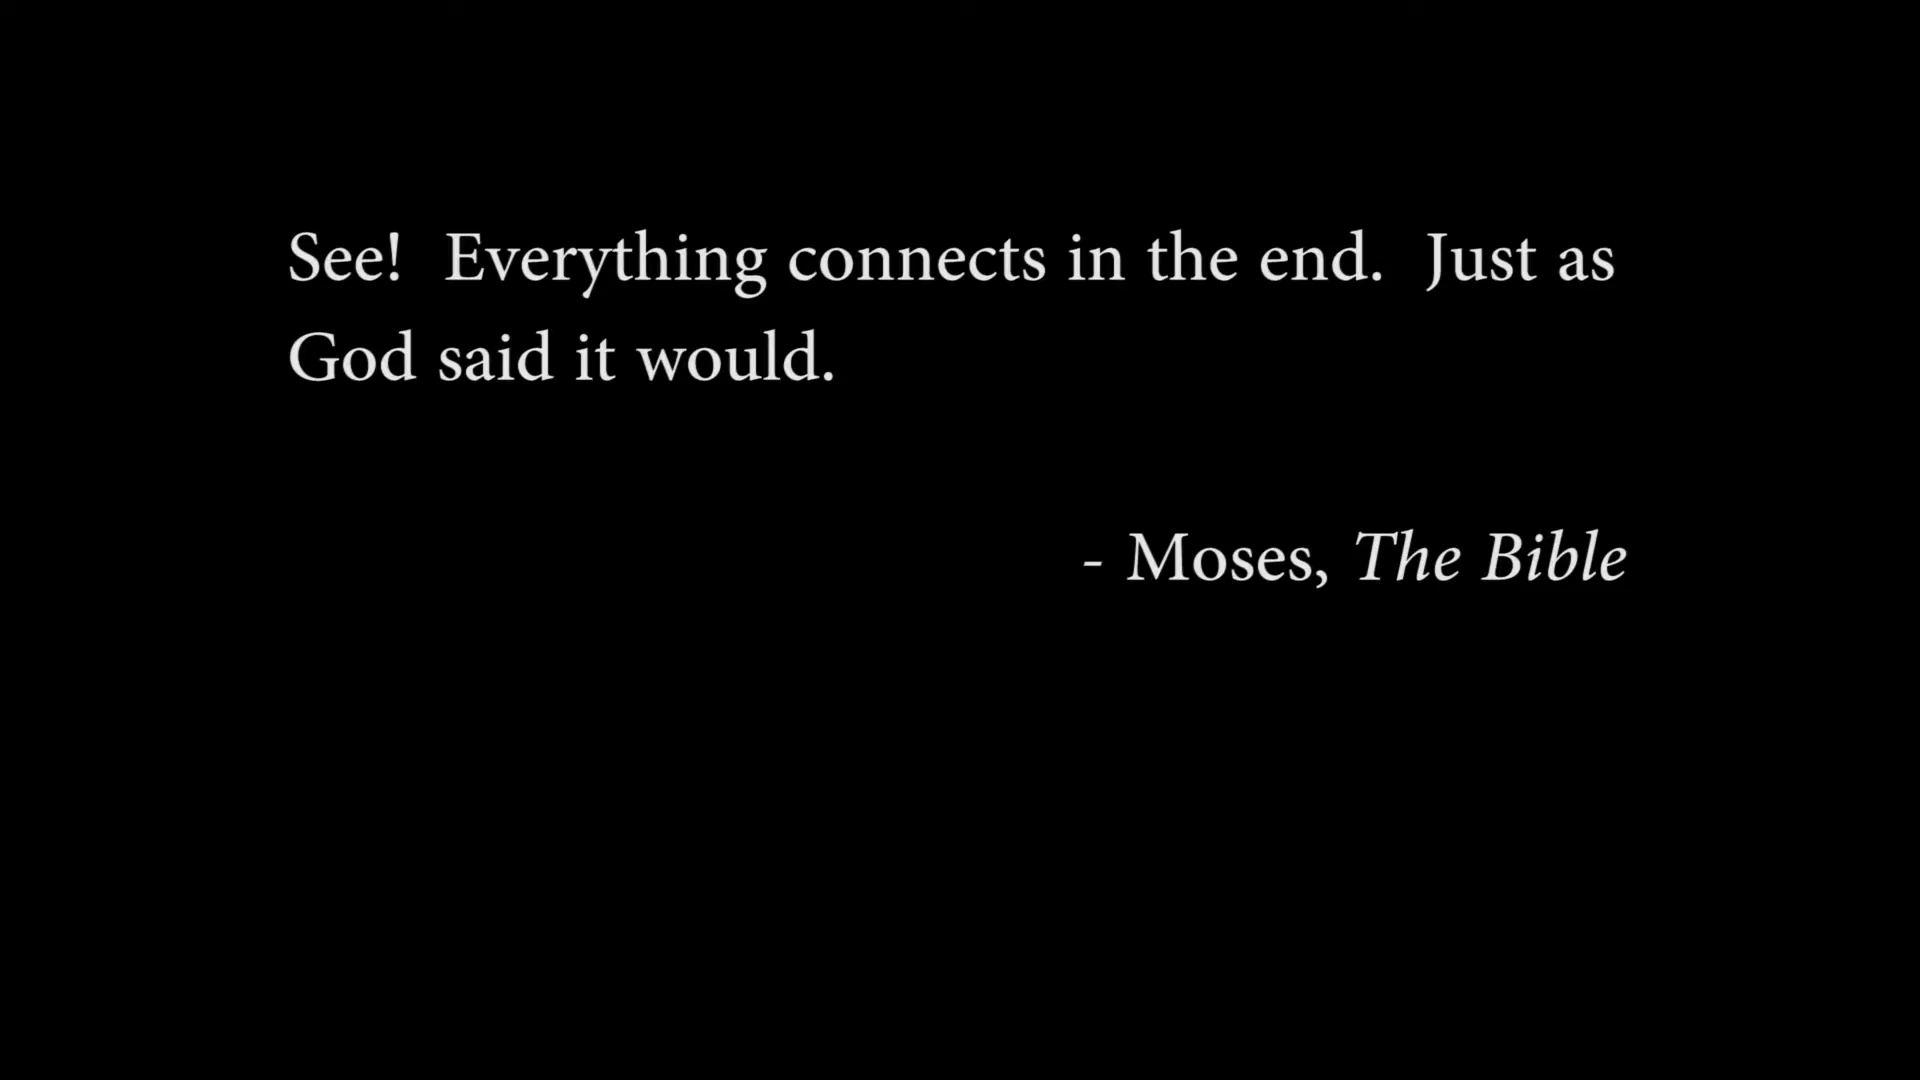 See!  Everything connects in the end.  Just as
God said it would.
- Moses, The Bible